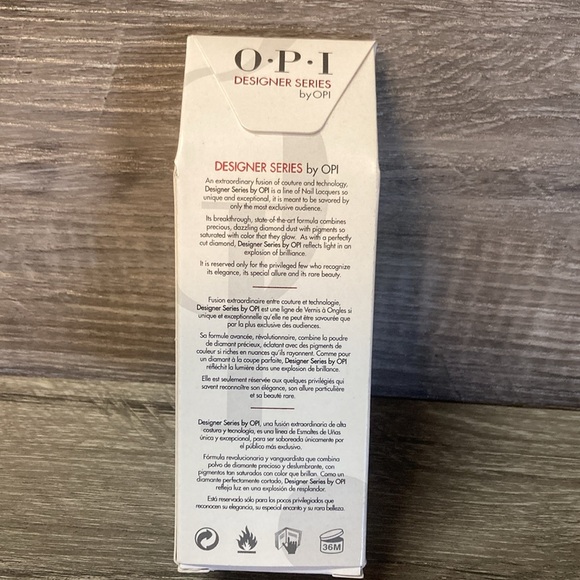 O·P·I
DESIGNER SERIES
by OPI
DESIGNER SERIES by OPI
An extraordinary fusion of couture and technology,
Designer Series by OPI is a line of Nail Lacquers so
unique and exceptional, it is meant to be savored by
only the most exclusive audience.
Its breakthrough, state-of-the-art formula combines
precious, dazzling diamond dust with pigments so
saturated with color that they glow. As with a perfectly
cut diamond, Designer Series by OPI reflects light in an
explosion of brilliance.
It is reserved only for the privileged few who recognize
its elegance, its special allure and its rare beauty.
Fusion extraordinaire entre couture et technologie,
Designer Series by OPI est une ligne de Vernis à Ongles si
unique et exceptionnelle qu'elle ne peut être savourée que
par la plus exclusive des audiences.
Sa formule avancée, révolutionnaire, combine la poudre
de diamant précieux, éclatant avec des pigments de
couleur si riches en nuances qu'ils rayonnent. Comme pour
un diamant à la coupe parfaite, Designer Series by OPI
réfléchit la lumière dans une explosion de brillance.
Elle est seulement réservée aux quelques privilégiés qui
savent reconnaître son élégance, son allure particulière
et sa beauté rare.
Designer Series by OPI, una fusión extraordinaria de alta
costura y tecnología, es una línea de Esmaltes de Uñas
única y excepcional, para ser saboreada únicamente por
el público más exclusivo.
Fórmula revolucionaria y vanguardista que combina
polvo de diamante precioso y deslumbrante, con
pigmentos tan saturados con color que brillan. Como un
diamante perfectamente cortado, Designer Series by OPI
refleja luz en una explosión de resplandor.
Está reservado sólo para los pocos privilegiados que
reconocen su elegancia, su especial encanto y su rara belleza.
36M